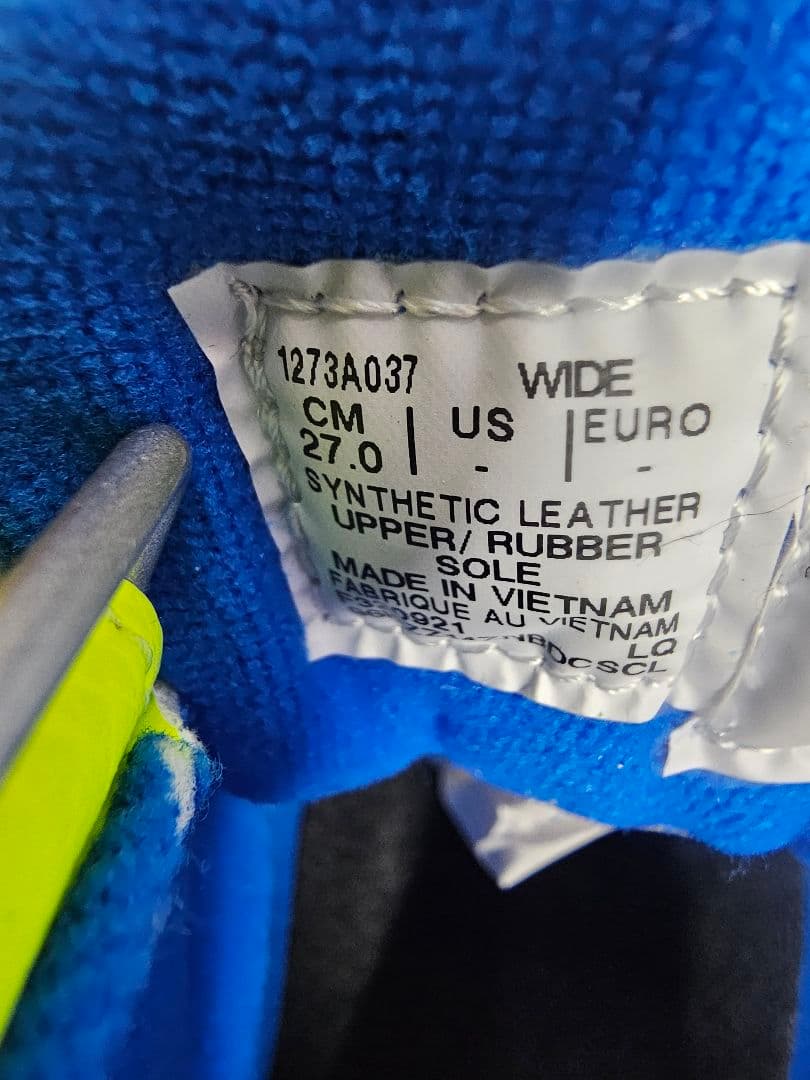 1273A037 WIDE
CM | US | EURO
27.0 - -
SYNTHETIC LEATHER
UPPER/ RUBBER
SOLE
MADE IN VIETNAM
FABRIQUE AU VIETNAM
LQ